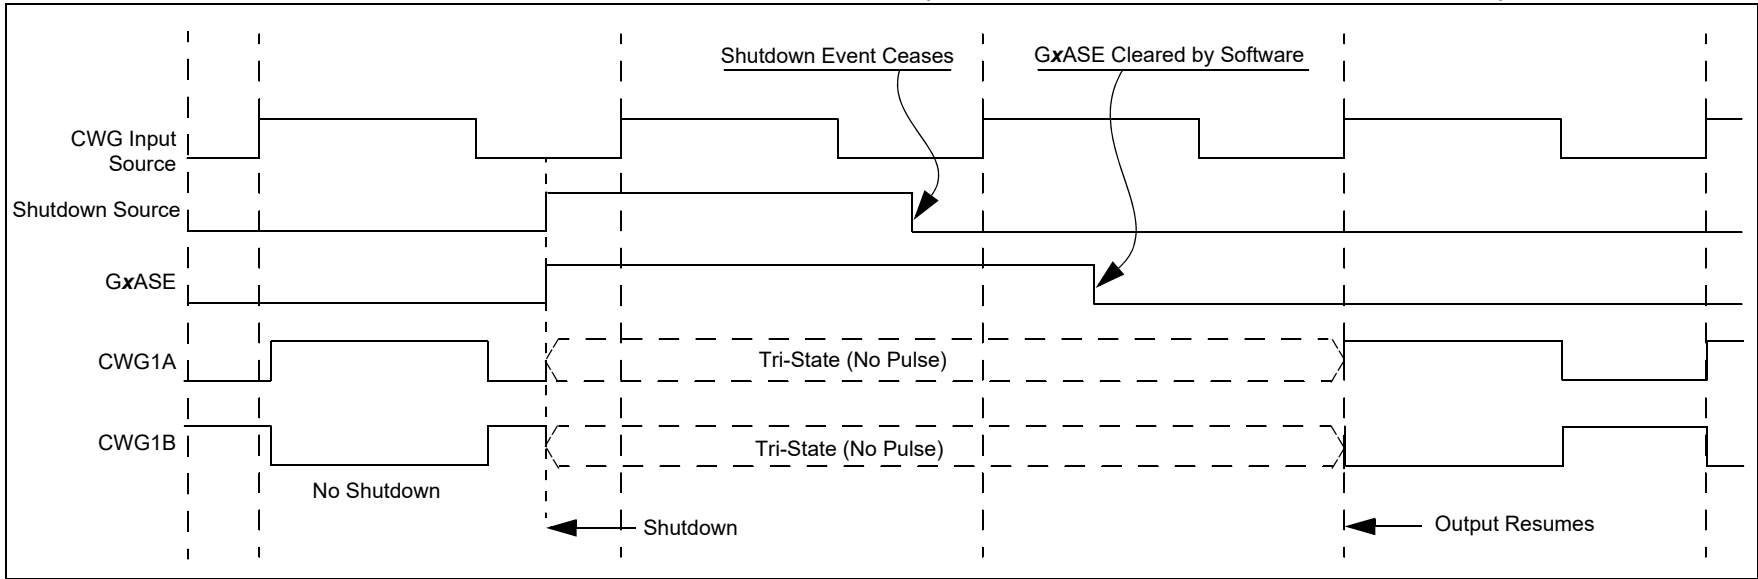 Shutdown Event Ceases
GxASE Cleared by Software
CWG Input
Source
Shutdown Source
GxASE
CWG1A
Tri-State (No Pulse)
CWG1B
Tri-State (No Pulse)
No Shutdown
Shutdown
Output Resumes